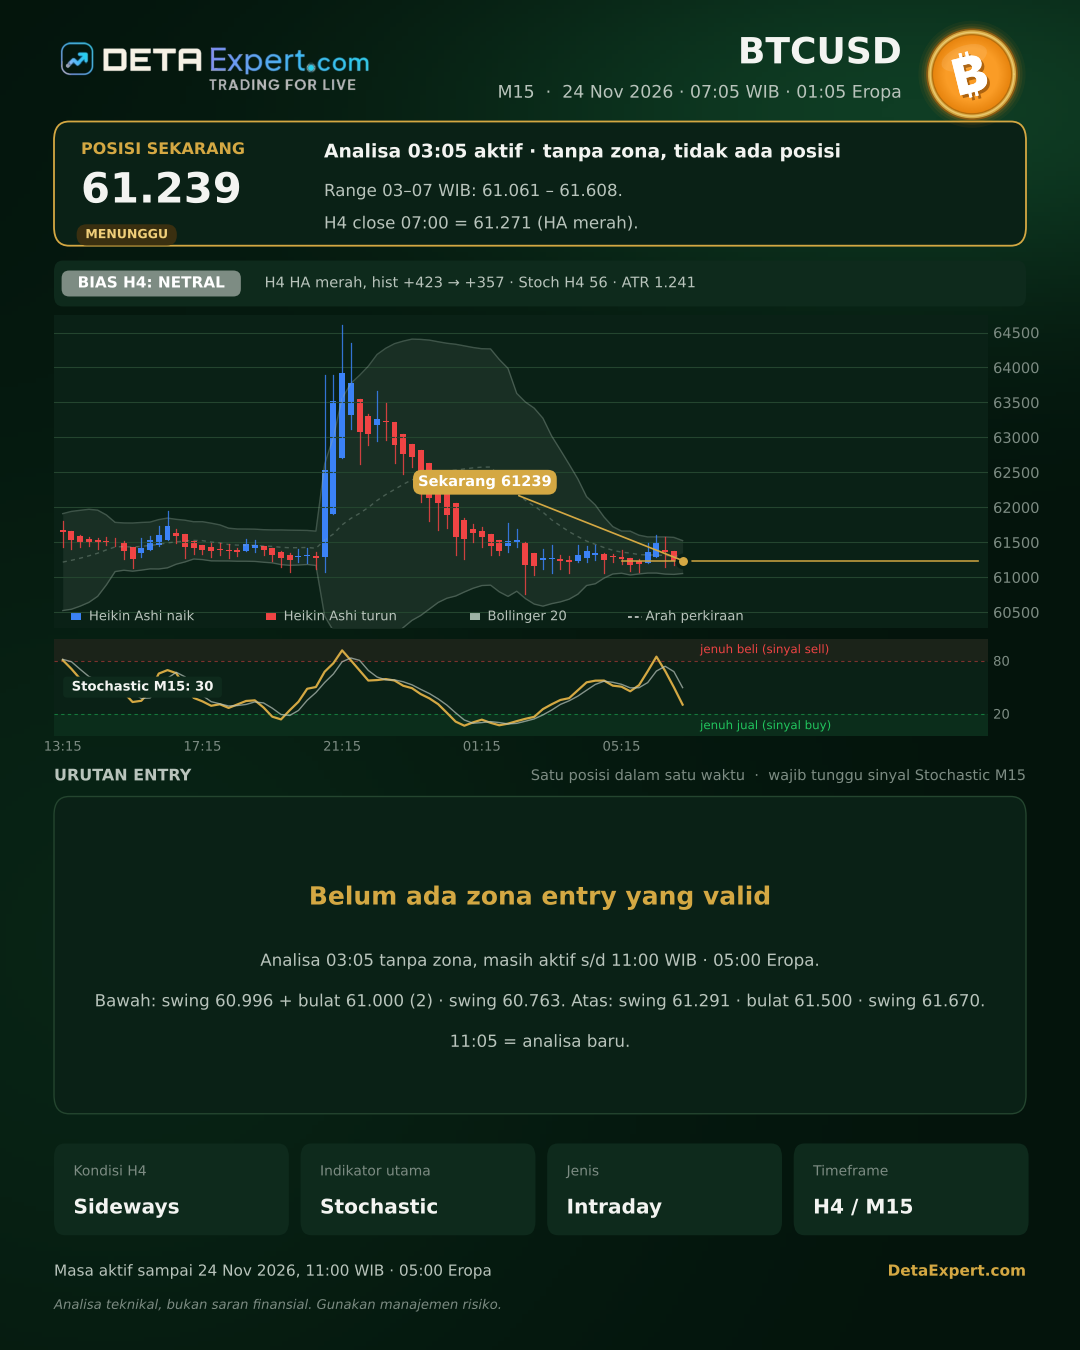 DETA Expert.com
TRADING FOR LIVE
BTCUSD
M15 · 24 Nov 2026 · 07:05 WIB · 01:05 Eropa
POSISI SEKARANG
61.239
MENUNGGU
Analisa 03:05 aktif · tanpa zona, tidak ada posisi
Range 03–07 WIB: 61.061 – 61.608.
H4 close 07:00 = 61.271 (HA merah).
BIAS H4: NETRAL
H4 HA merah, hist +423 → +357 · Stoch H4 56 · ATR 1.241
64500
64000
63500
63000
62500
62000
61500
61000
60500
Sekarang 61239
Heikin Ashi naik
Heikin Ashi turun
Bollinger 20
Arah perkiraan
jenuh beli (sinyal sell)
80
Stochastic M15: 30
20
jenuh jual (sinyal buy)
13:15
17:15
21:15
01:15
05:15
URUTAN ENTRY
Satu posisi dalam satu waktu · wajib tunggu sinyal Stochastic M15
Belum ada zona entry yang valid
Analisa 03:05 tanpa zona, masih aktif s/d 11:00 WIB · 05:00 Eropa.
Bawah: swing 60.996 + bulat 61.000 (2) · swing 60.763. Atas: swing 61.291 · bulat 61.500 · swing 61.670.
11:05 = analisa baru.
Kondisi H4
Sideways
Indikator utama
Stochastic
Jenis
Intraday
Timeframe
H4 / M15
Masa aktif sampai 24 Nov 2026, 11:00 WIB · 05:00 Eropa
DetaExpert.com
Analisa teknikal, bukan saran finansial. Gunakan manajemen risiko.